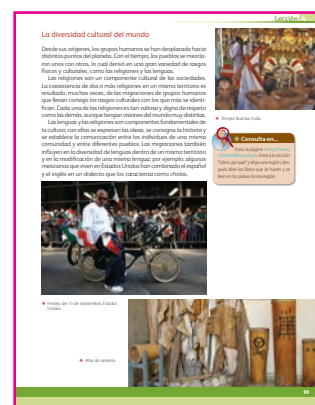 Lección 4
La diversidad cultural del mundo
Desde sus orígenes, los grupos humanos se han desplazado hacia
distintos puntos del planeta. Con el tiempo, los pueblos se mezcla-
ron unos con otros, lo cual derivó en una gran variedad de rasgos
físicos y culturales, como las religiones y las lenguas.
Las religiones son un componente cultural de las sociedades.
La coexistencia de dos o más religiones en un mismo territorio es
resultado, muchas veces, de las migraciones de grupos humanos
que llevan consigo los rasgos culturales con los que más se identi-
fican. Cada una de las religiones es tan valiosa y digna de respeto
como las demás, aunque tengan visiones del mundo muy distintas.
Las lenguas y las religiones son componentes fundamentales de
la cultura; con ellas se expresan las ideas, se consigna la historia y
se establece la comunicación entre los individuos de una misma
comunidad y entre diferentes pueblos. Las migraciones también
influyen en la diversidad de lenguas dentro de un mismo territorio
y en la modificación de una misma lengua; por ejemplo, algunos
mexicanos que viven en Estados Unidos han combinado el español
y el inglés en un dialecto que los caracteriza como cholos.
Templo Budista, India.
Consulta en...
Visita la página
Entra a la sección
"Libros por país" y elige una región; des-
pués abre los libros que se hacen y se
leen en los países de esa región.
Festejo del 15 de septiembre, Estados
Unidos.
Altar de santería.